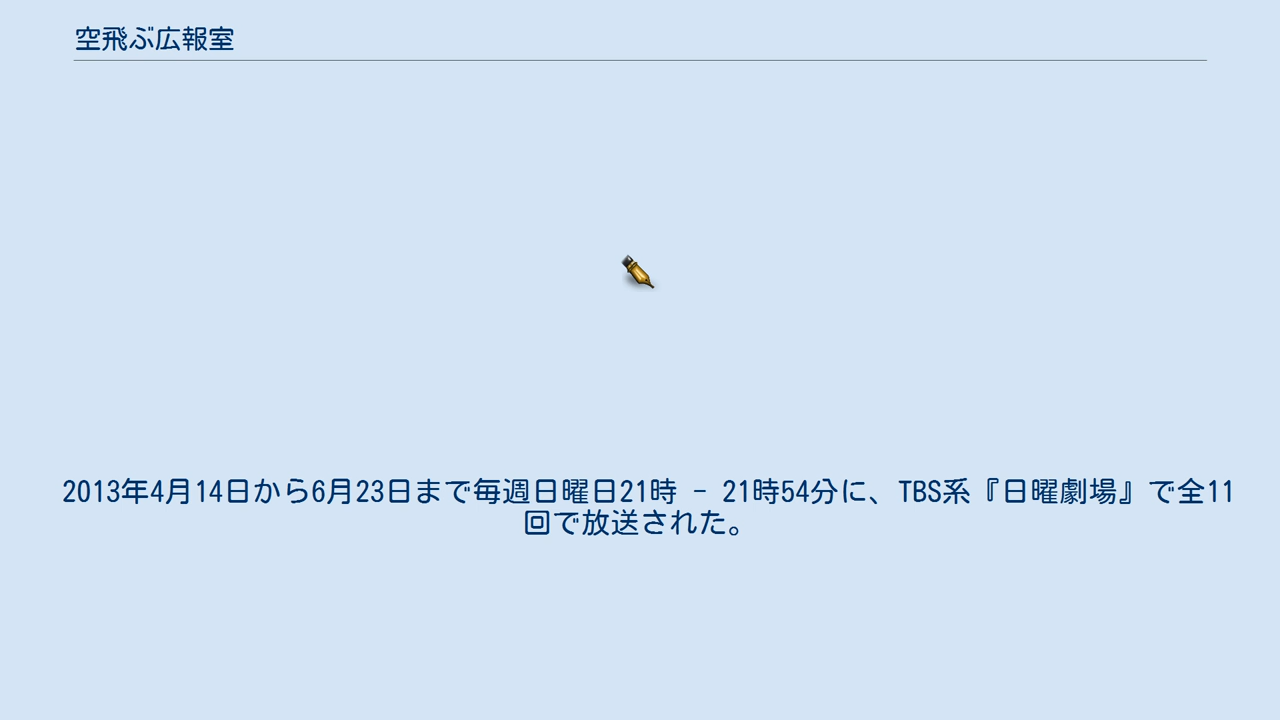 空飛ぶ広報室
2013年4月14日から6月23日まで毎週日曜日21時 - 21時54分に、TBS系『日曜劇場』で全11
回で放送された。